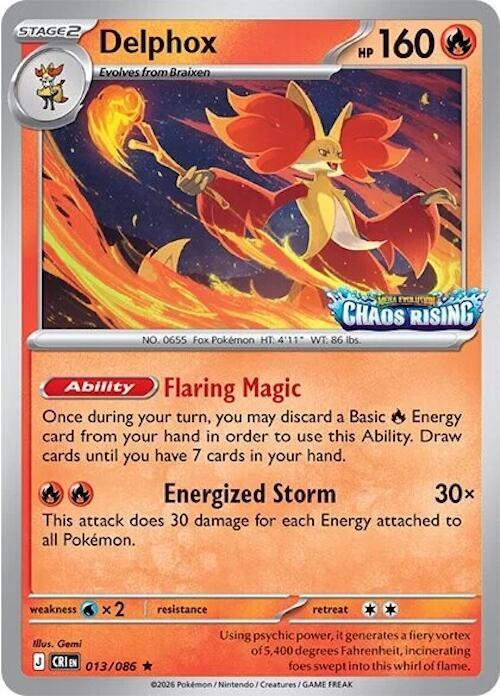 STAGE 2
Delphox
HP 160
Evolves from Braixen
MEGA EVOLUTION
CHAOS RISING
NO. 0655 Fox Pokémon HT: 4'11" WT: 86 lbs.
Ability Flaring Magic
Once during your turn, you may discard a Basic Energy
card from your hand in order to use this Ability. Draw
cards until you have 7 cards in your hand.
Energized Storm 30×
This attack does 30 damage for each Energy attached to
all Pokémon.
weakness ×2 resistance retreat
Illus. Gemi
J CRI EN 013/086 ★
Using psychic power, it generates a fiery vortex
of 5,400 degrees Fahrenheit, incinerating
foes swept into this whirl of flame.
©2026 Pokémon / Nintendo / Creatures / GAME FREAK